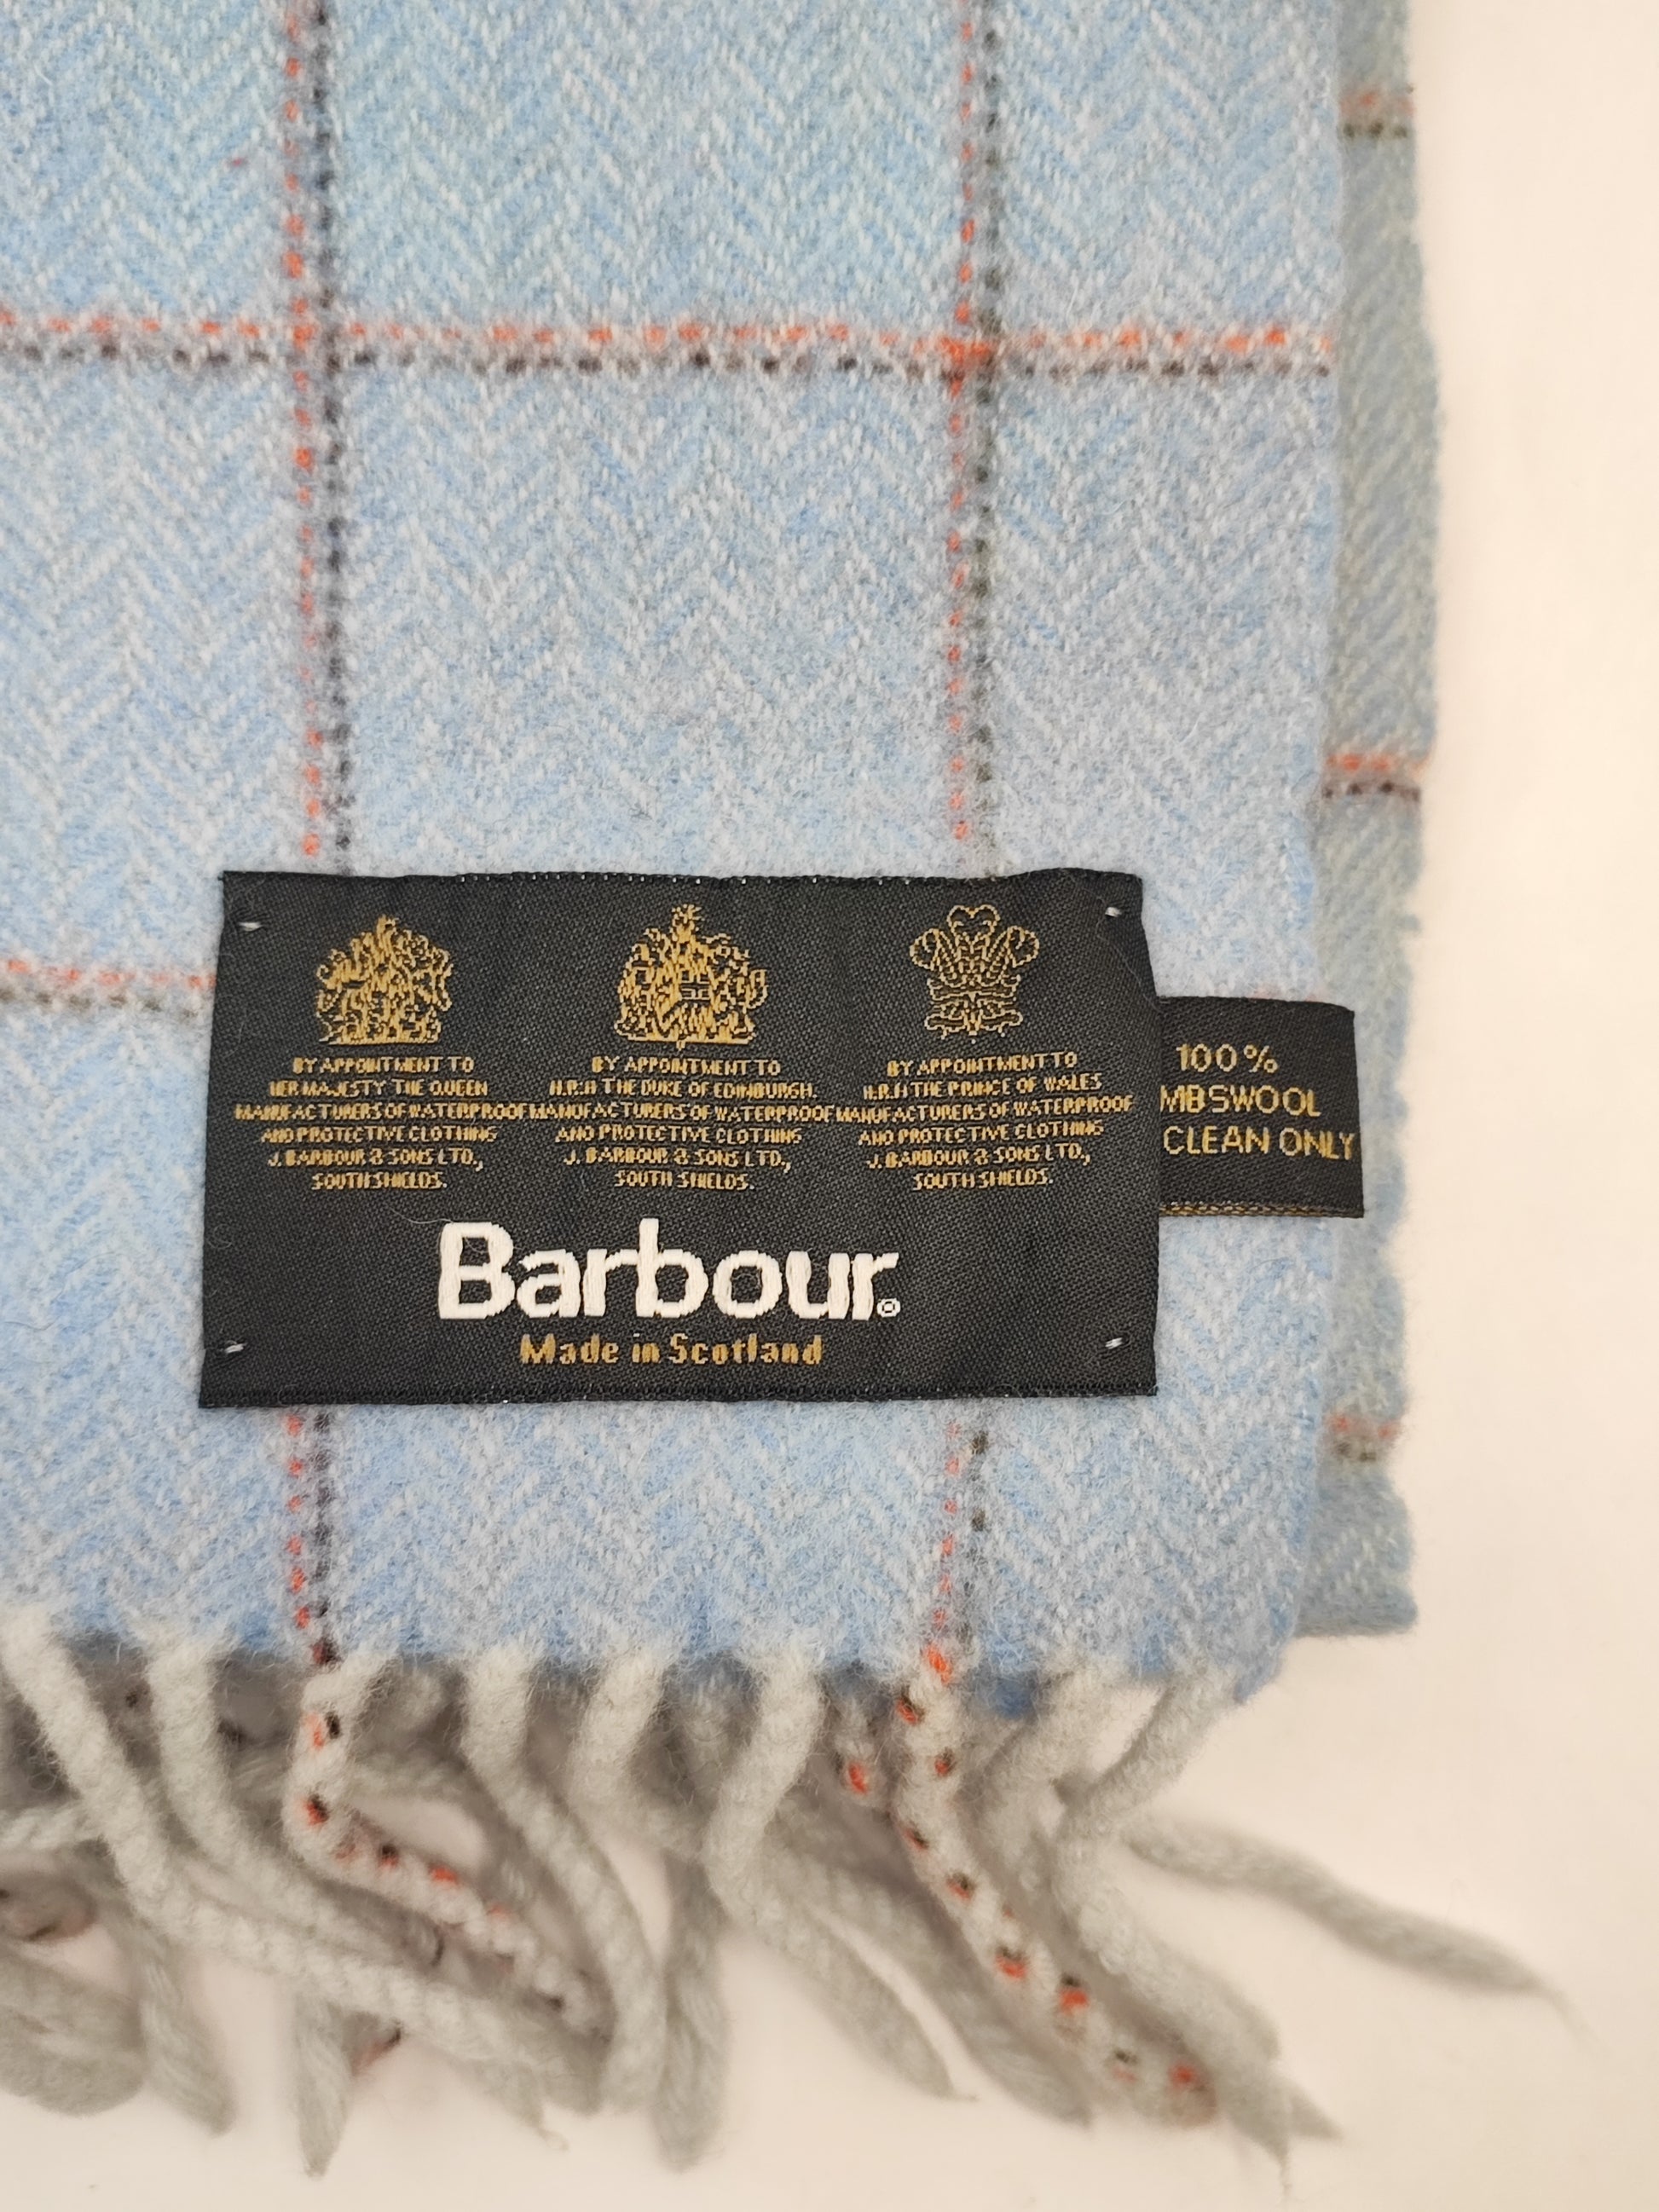 BY APPOINTMENT TO
HER MAJESTY THE QUEEN
MANUFACTURERS OF WATERPROOF
AND PROTECTIVE CLOTHING
J. BARBOUR & SONS LTD.,
SOUTH SHIELDS.
BY APPOINTMENT TO
H.R.H THE DUKE OF EDINBURGH.
MANUFACTURERS OF WATERPROOF
AND PROTECTIVE CLOTHING
J. BARBOUR & SONS LTD.,
SOUTH SHIELDS.
BY APPOINTMENT TO
H.R.H THE PRINCE OF WALES
MANUFACTURERS OF WATERPROOF
AND PROTECTIVE CLOTHING
J. BARBOUR & SONS LTD.,
SOUTH SHIELDS.
Barbour®
Made in Scotland
100%
MBSWOOL
CLEAN ONLY